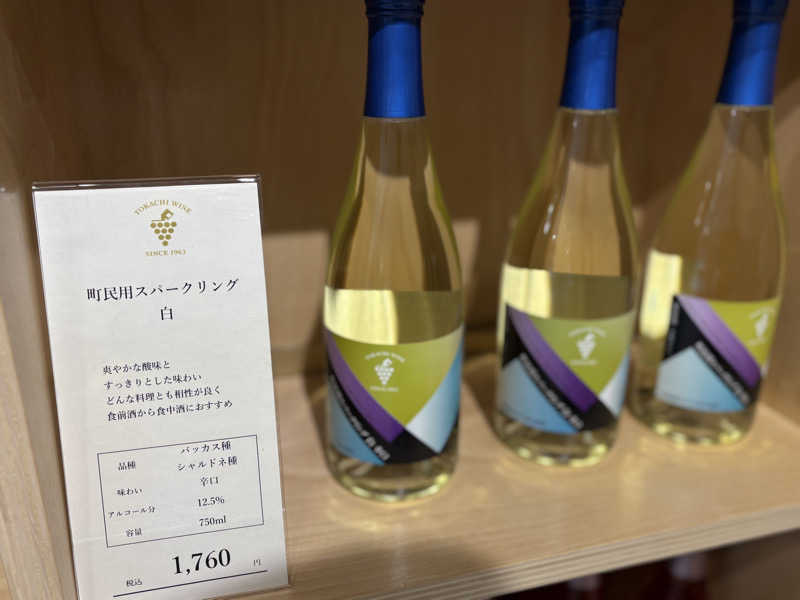 TOKACHI WINE
SINCE 1963
町民用スパークリング
白
爽やかな酸味と
すっきりとした味わい
どんな料理とも相性が良く
食前酒から食中酒におすすめ
品種 バッカス種
シャルドネ種
味わい 辛口
アルコール分 12.5%
容量 750ml
税込 1,760 円
TOKACHI WINE
SINCE 1963